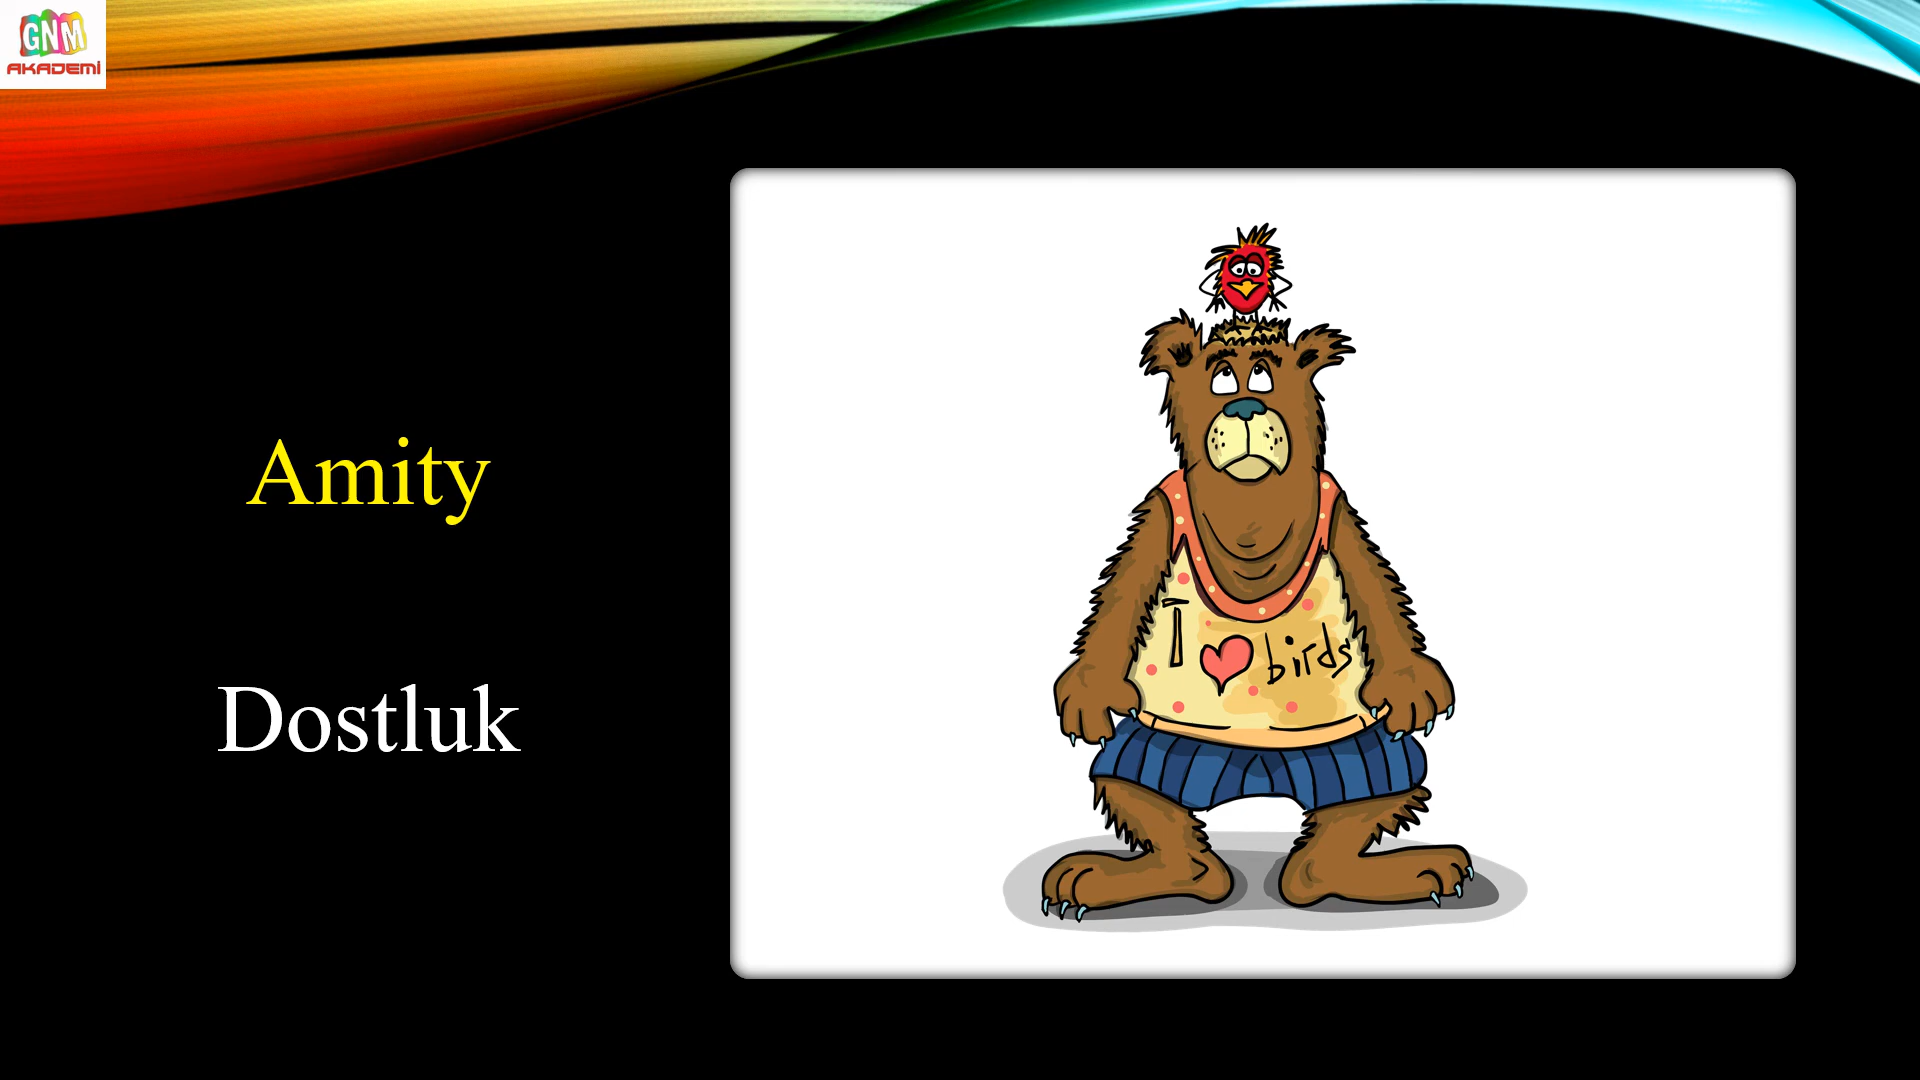 GNM
AKADEMİ
Amity
Dostluk
I ♥ birds